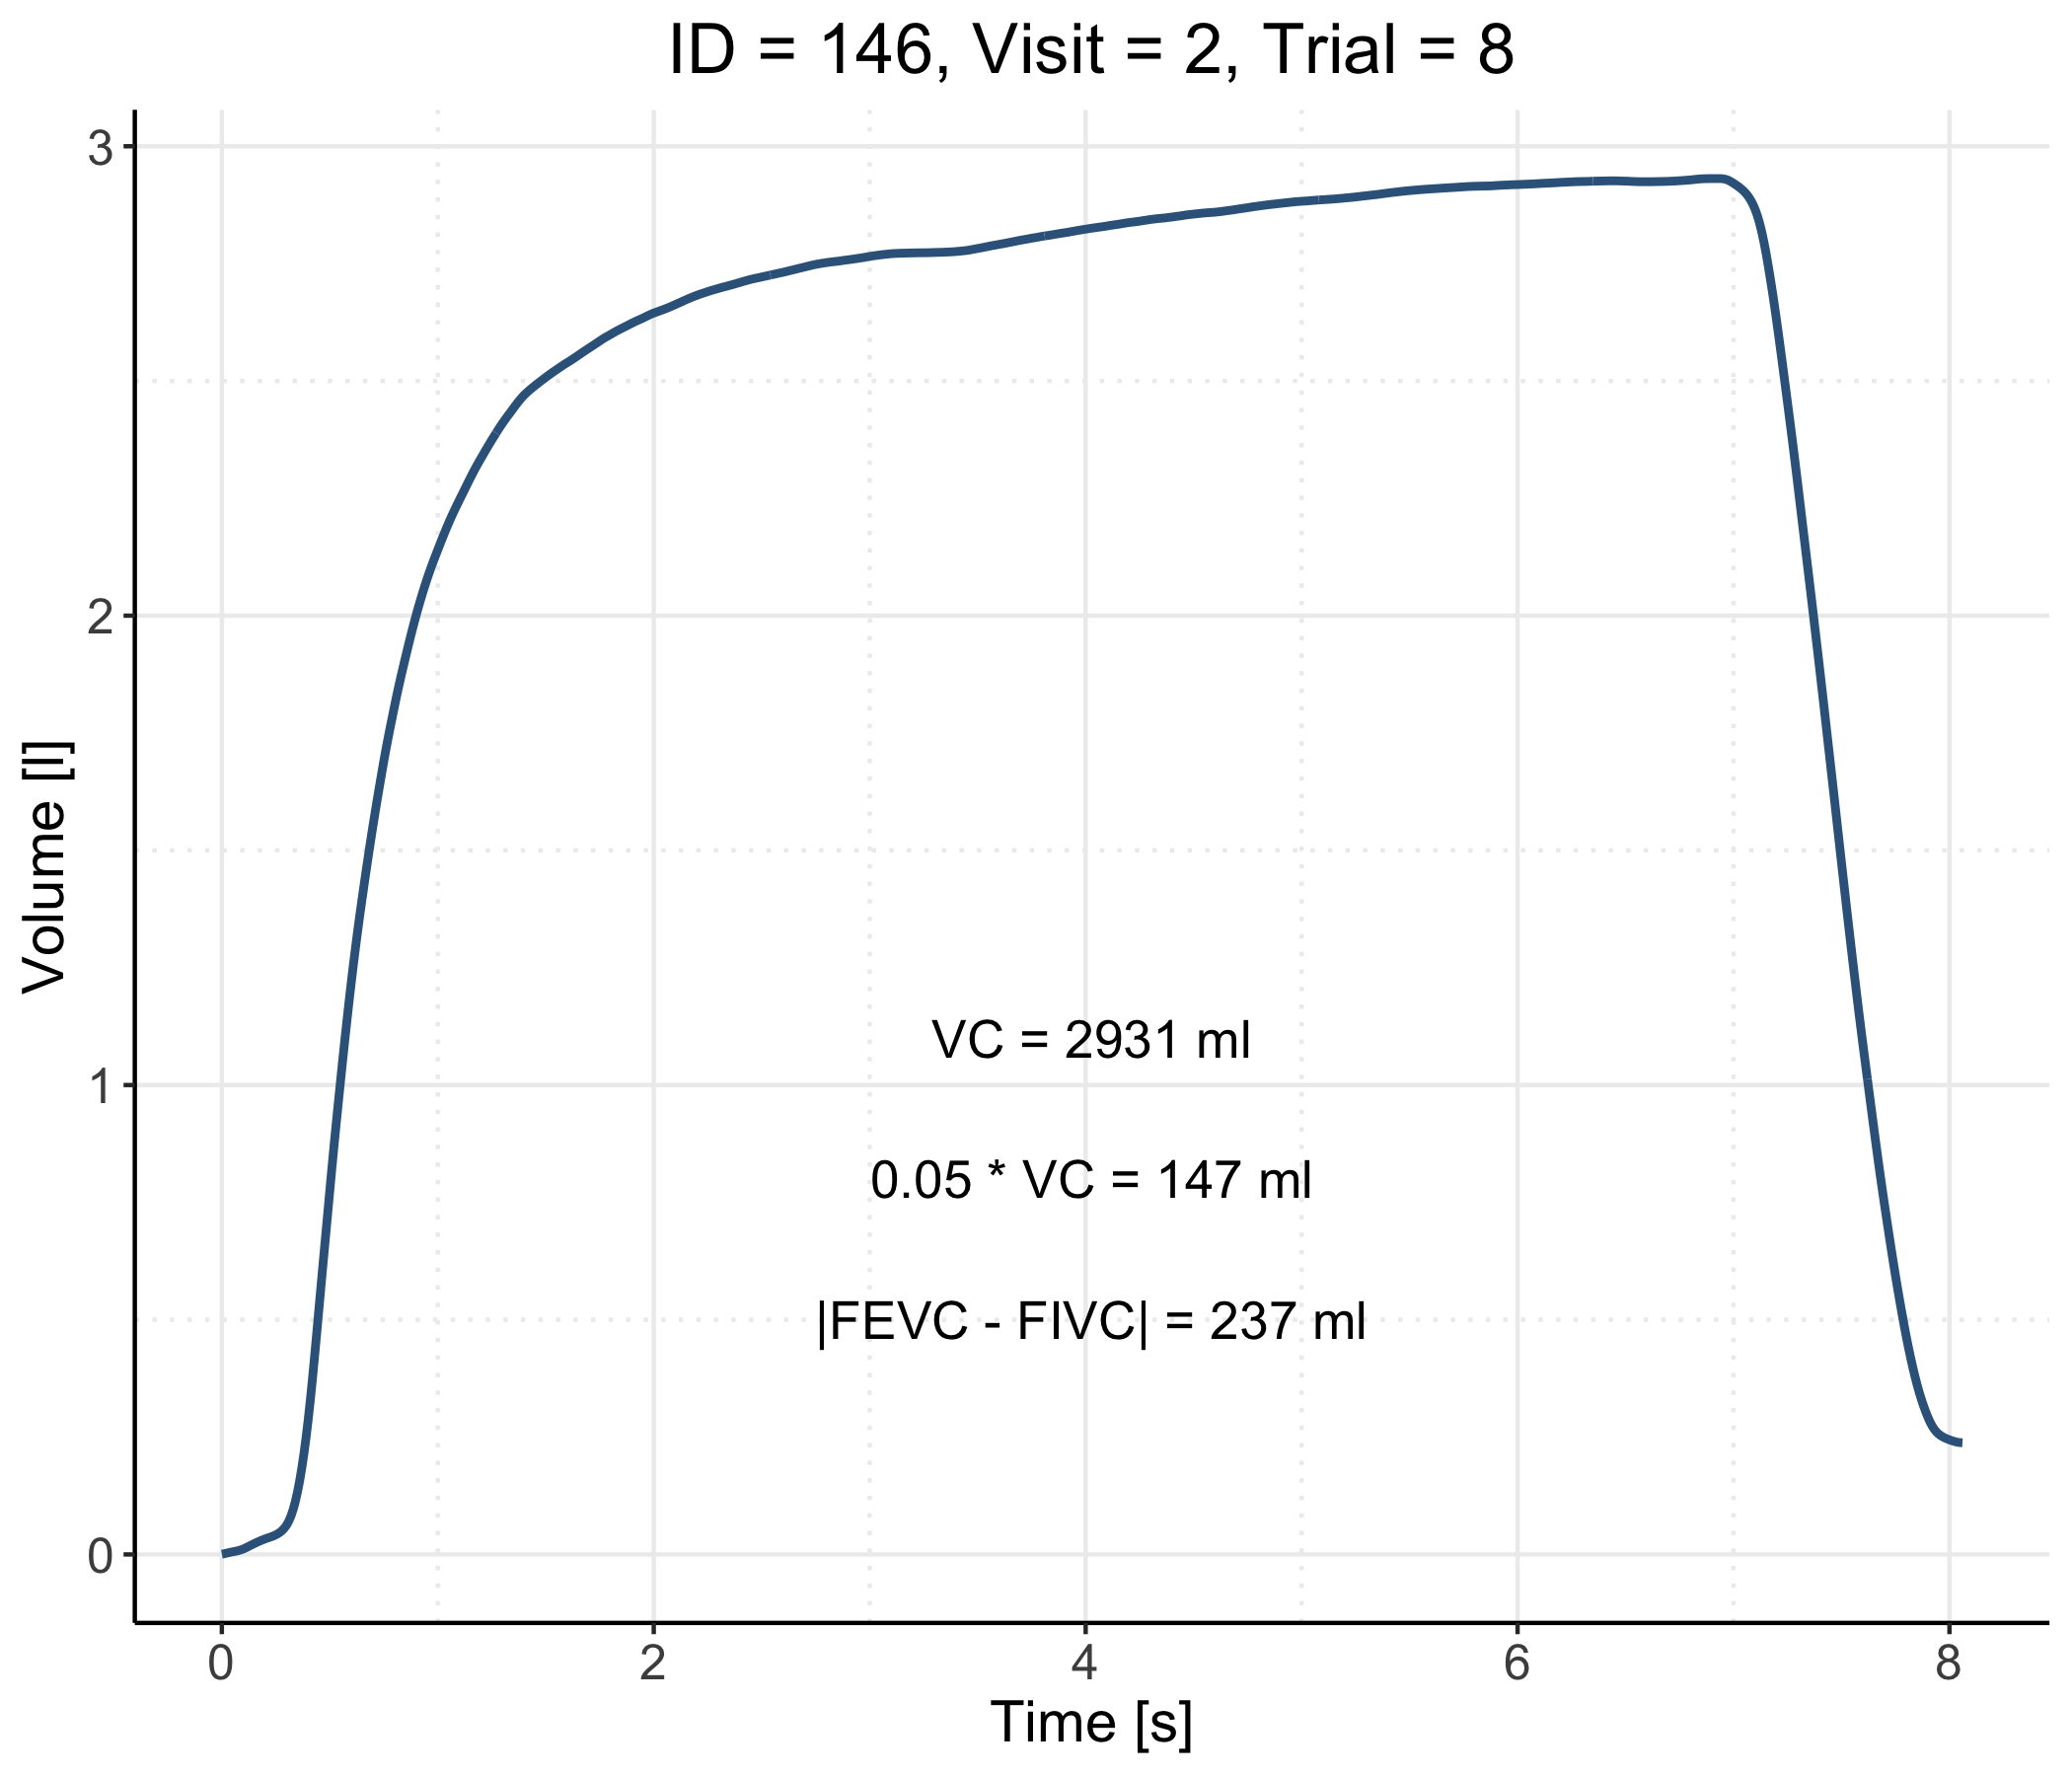 ID = 146, Visit = 2, Trial = 8
3
2
1
0
Volume [l]
VC = 2931 ml
0.05 * VC = 147 ml
|FEVC - FIVC| = 237 ml
0 2 4 6 8
Time [s]